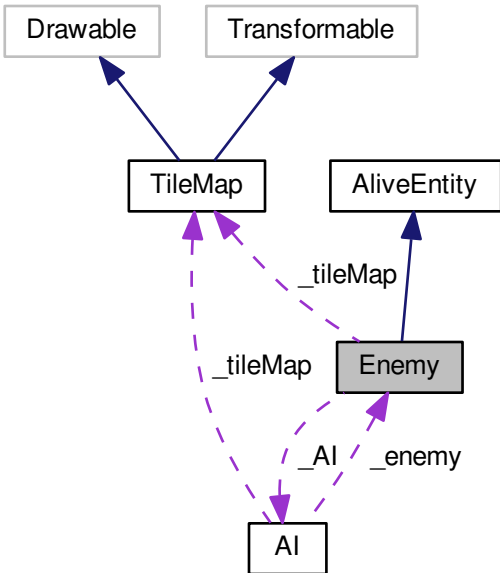 Drawable
Transformable
TileMap
AliveEntity
_tileMap
_tileMap
Enemy
_AI
_enemy
AI